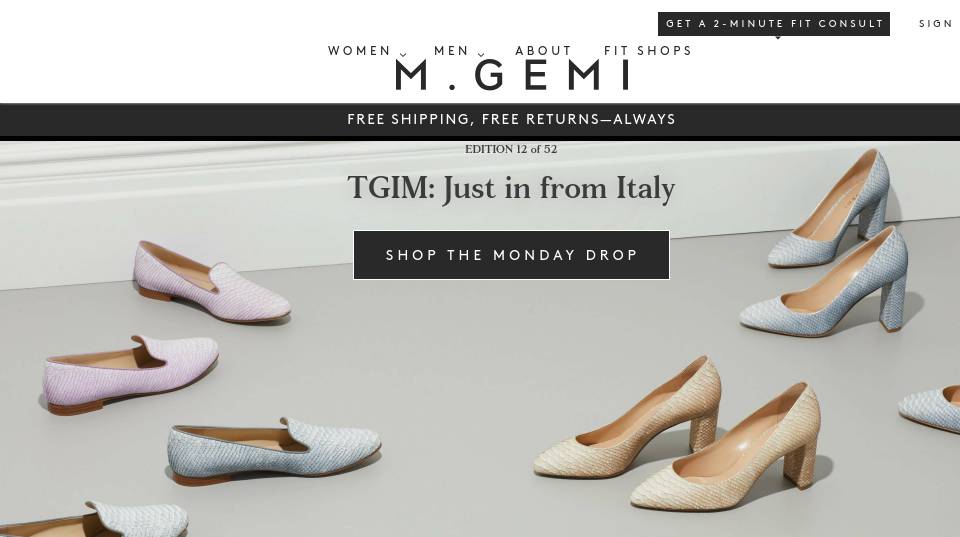 GET A 2-MINUTE FIT CONSULT
SIGN
WOMEN MEN ABOUT FIT SHOPS
M.GEMI
FREE SHIPPING, FREE RETURNS—ALWAYS
EDITION 12 of 52
TGIM: Just in from Italy
SHOP THE MONDAY DROP